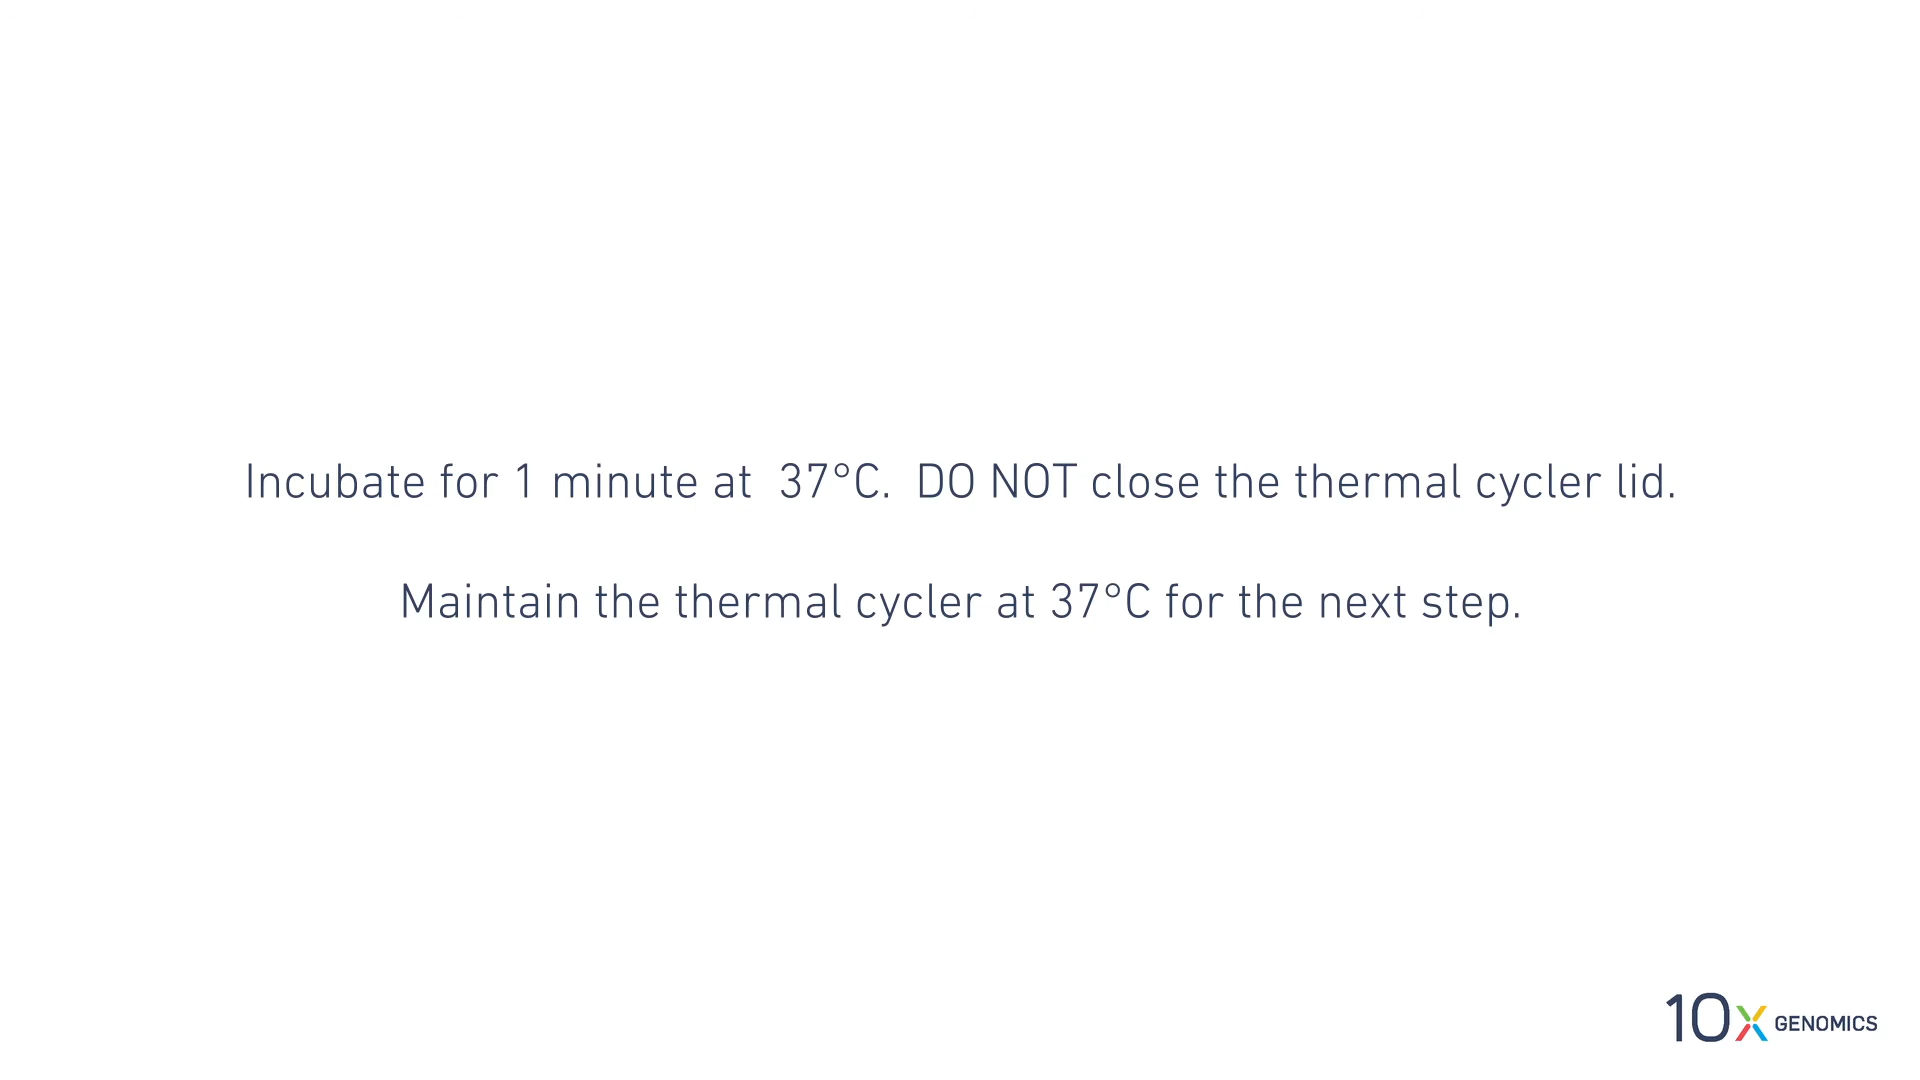 Incubate for 1 minute at  37°C.  DO NOT close the thermal cycler lid.
Maintain the thermal cycler at 37°C for the next step.
10x GENOMICS